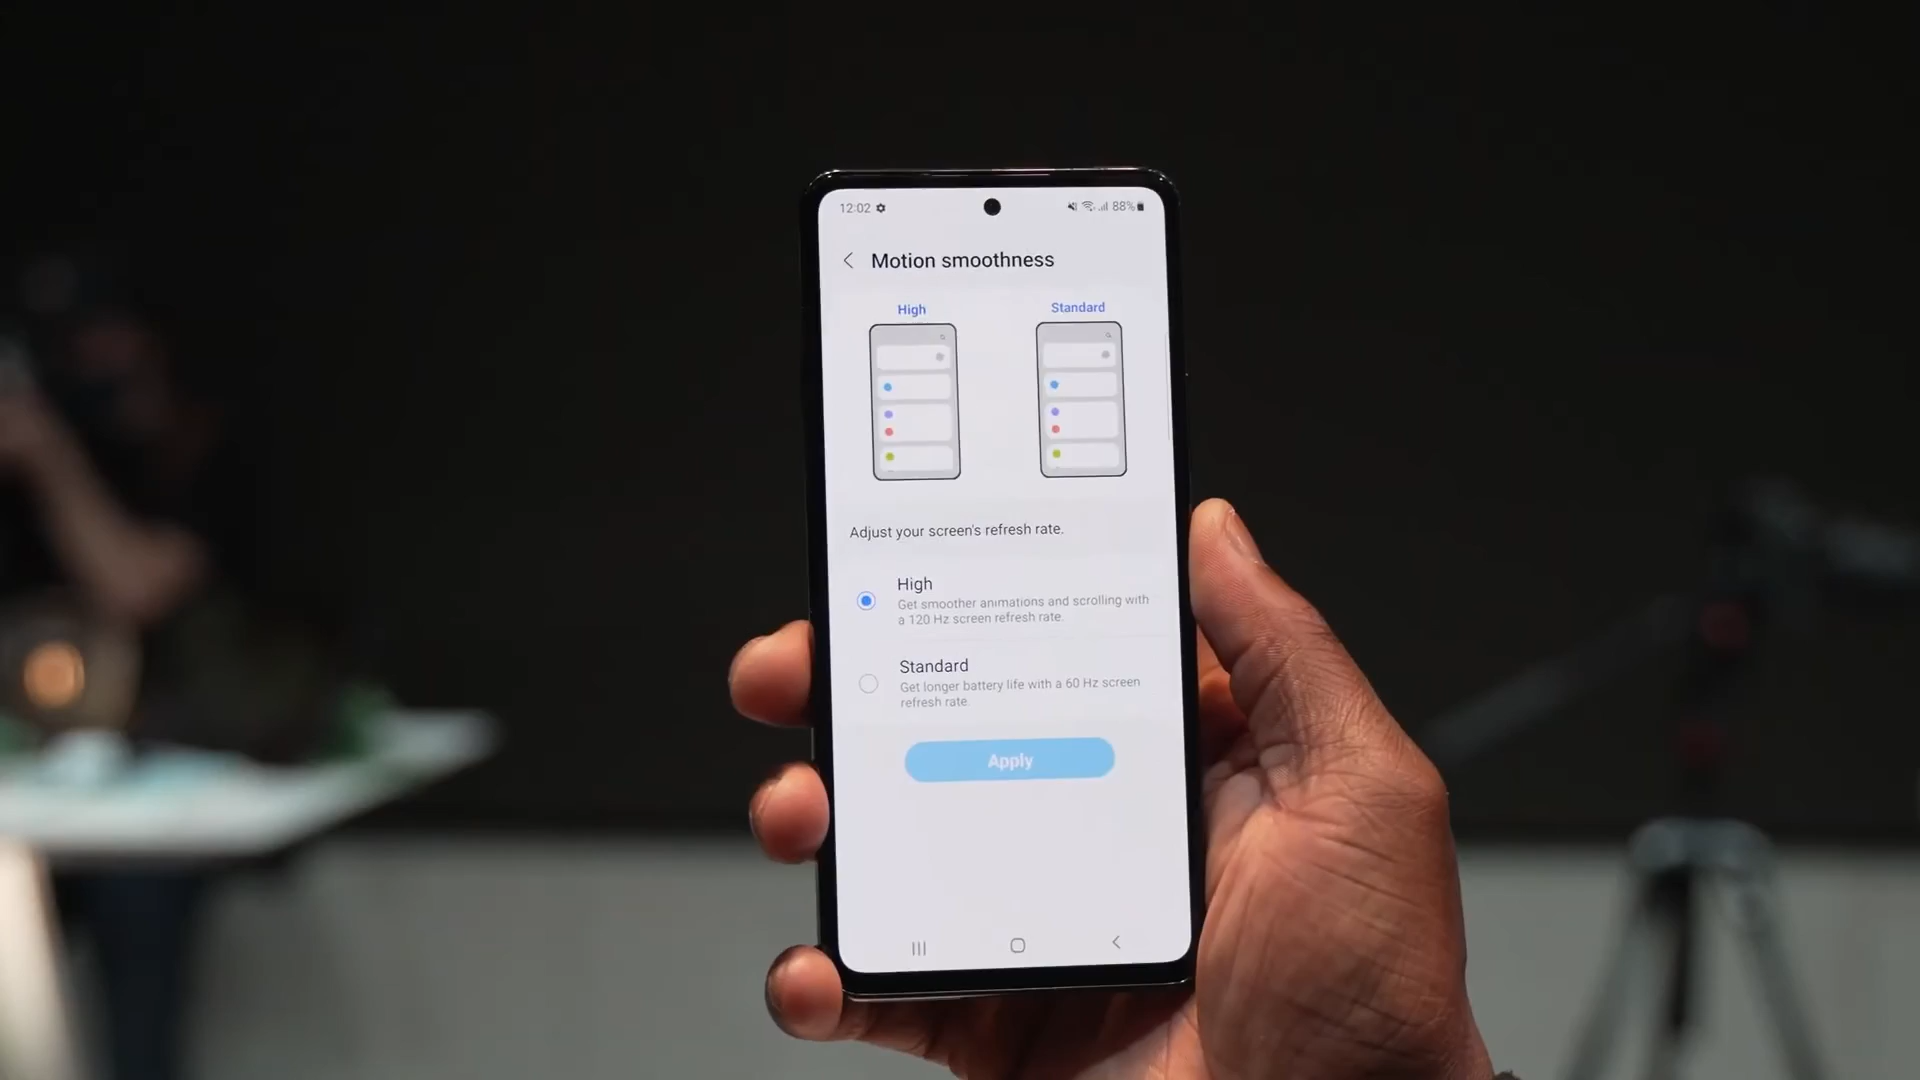 12:02
88%
Motion smoothness
High
Standard
Adjust your screen's refresh rate.
High
Get smoother animations and scrolling with
a 120 Hz screen refresh rate.
Standard
Get longer battery life with a 60 Hz screen
refresh rate.
Apply